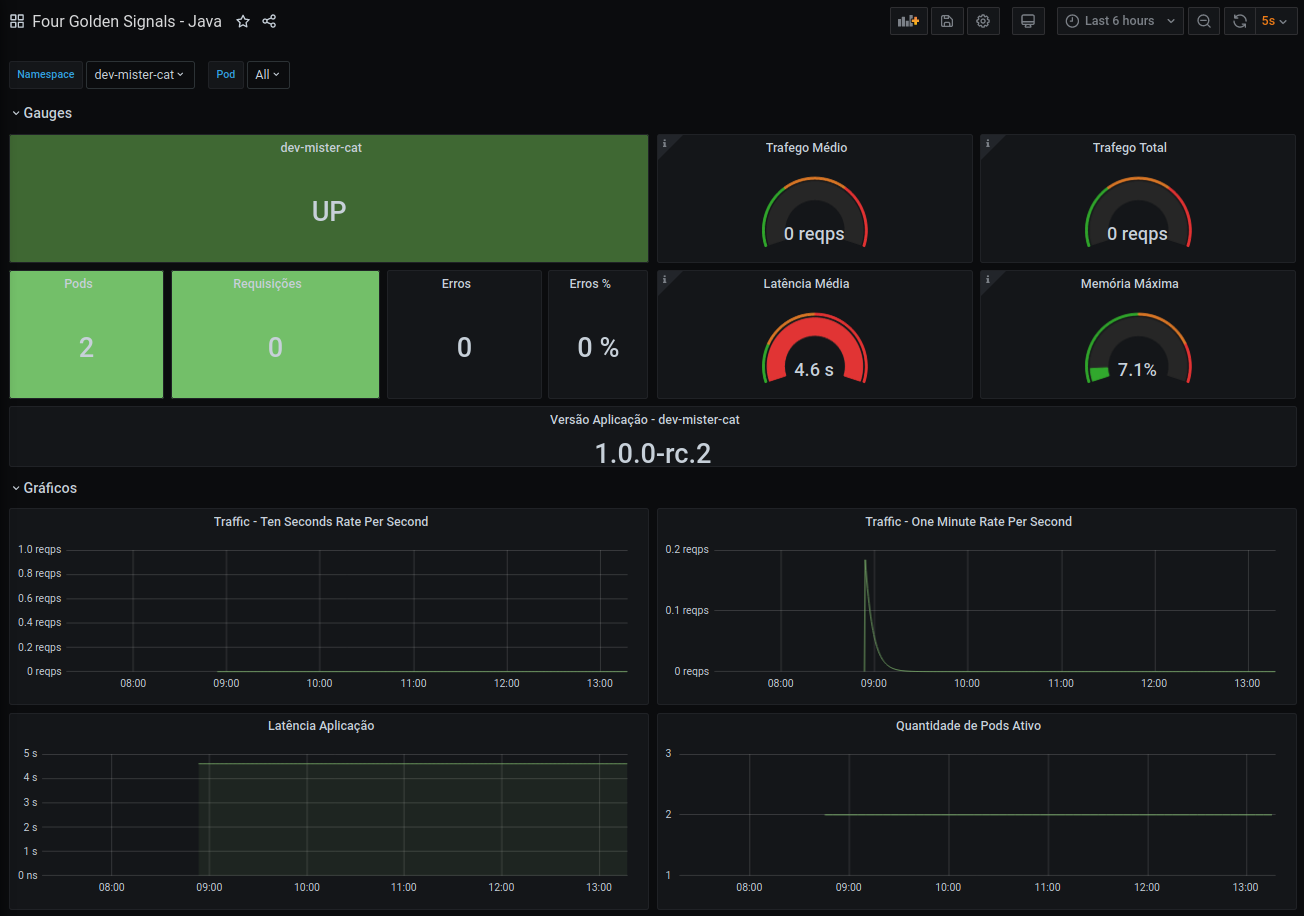 Four Golden Signals - Java
Last 6 hours
5s
Namespace
dev-mister-cat
Pod
All
Gauges
dev-mister-cat
UP
Trafego Médio
0 reqps
Trafego Total
0 reqps
Pods
2
Requisições
0
Erros
0
Erros %
0 %
Latência Média
4.6 s
Memória Máxima
7.1%
Versão Aplicação - dev-mister-cat
1.0.0-rc.2
Gráficos
Traffic - Ten Seconds Rate Per Second
1.0 reqps
0.8 reqps
0.6 reqps
0.4 reqps
0.2 reqps
0 reqps
08:00 09:00 10:00 11:00 12:00 13:00
Traffic - One Minute Rate Per Second
0.2 reqps
0.1 reqps
0 reqps
08:00 09:00 10:00 11:00 12:00 13:00
Latência Aplicação
5 s
4 s
3 s
2 s
1 s
0 ns
08:00 09:00 10:00 11:00 12:00 13:00
Quantidade de Pods Ativo
3
2
1
08:00 09:00 10:00 11:00 12:00 13:00